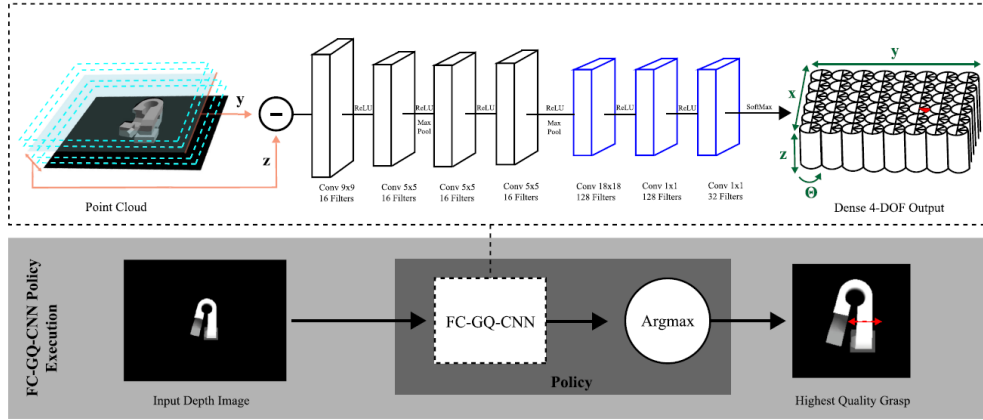 y
z
−
ReLU
ReLU
Max
Pool
ReLU
ReLU
Max
Pool
ReLU
ReLU
SoftMax
y
x
z
Θ
Conv 9x9
16 Filters
Conv 5x5
16 Filters
Conv 5x5
16 Filters
Conv 5x5
16 Filters
Conv 18x18
128 Filters
Conv 1x1
128 Filters
Conv 1x1
32 Filters
Point Cloud
Dense 4-DOF Output
FC-GQ-CNN Policy
Execution
FC-GQ-CNN
Argmax
Policy
Input Depth Image
Highest Quality Grasp